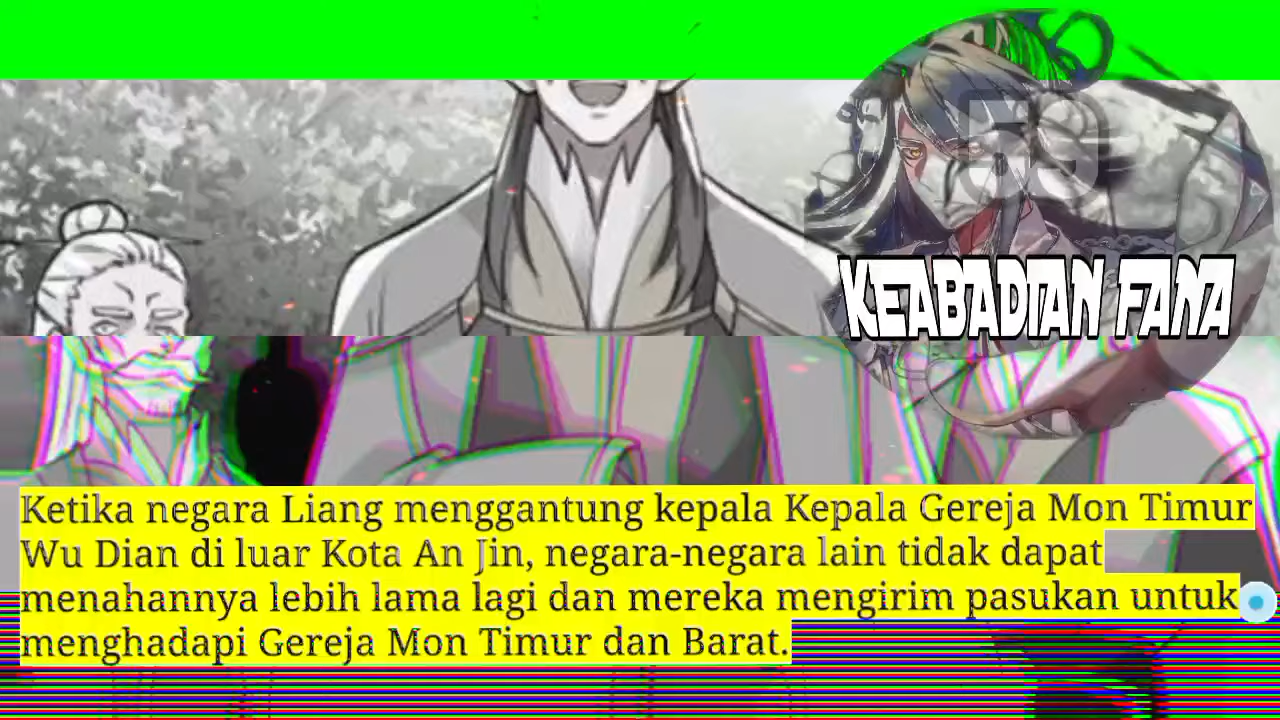 59
KEABADIAN FANA
Ketika negara Liang menggantung kepala Kepala Gereja Mon Timur
Wu Dian di luar Kota An Jin, negara-negara lain tidak dapat
menahannya lebih lama lagi dan mereka mengirim pasukan untuk
menghadapi Gereja Mon Timur dan Barat.